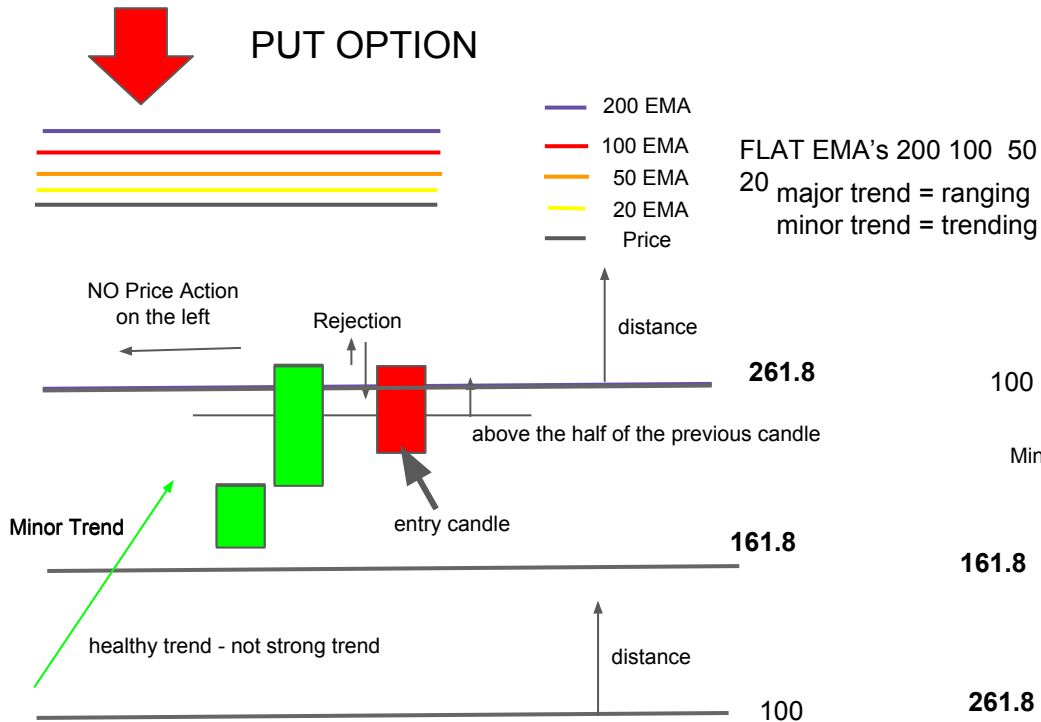 PUT OPTION
200 EMA
100 EMA
50 EMA
20 EMA
Price
FLAT EMA's 200 100 50
20
major trend = ranging
minor trend = trending
NO Price Action
on the left
Rejection
distance
261.8
100
above the half of the previous candle
Minor Trend
entry candle
161.8
161.8
healthy trend - not strong trend
distance
100
261.8